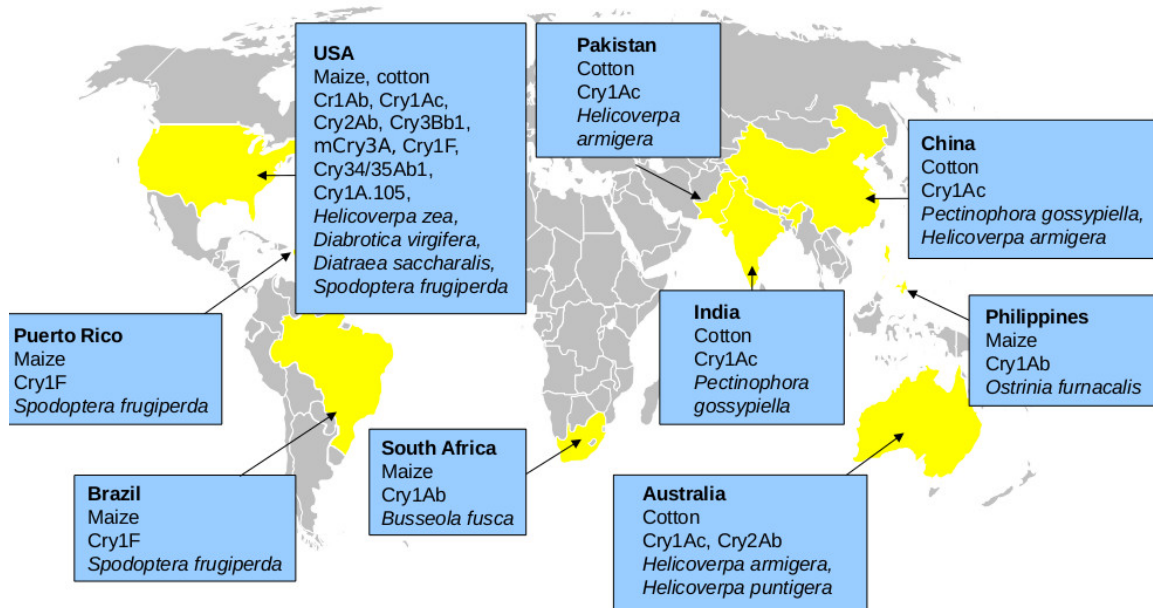 USA
Maize, cotton
Cr1Ab, Cry1Ac,
Cry2Ab, Cry3Bb1,
mCry3A, Cry1F,
Cry34/35Ab1,
Cry1A.105,
Helicoverpa zea,
Diabrotica virgifera,
Diatraea saccharalis,
Spodoptera frugiperda
Pakistan
Cotton
Cry1Ac
Helicoverpa
armigera
China
Cotton
Cry1Ac
Pectinophora gossypiella,
Helicoverpa armigera
Puerto Rico
Maize
Cry1F
Spodoptera frugiperda
India
Cotton
Cry1Ac
Pectinophora
gossypiella
Philippines
Maize
Cry1Ab
Ostrinia furnacalis
Brazil
Maize
Cry1F
Spodoptera frugiperda
South Africa
Maize
Cry1Ab
Busseola fusca
Australia
Cotton
Cry1Ac, Cry2Ab
Helicoverpa armigera,
Helicoverpa puntigera